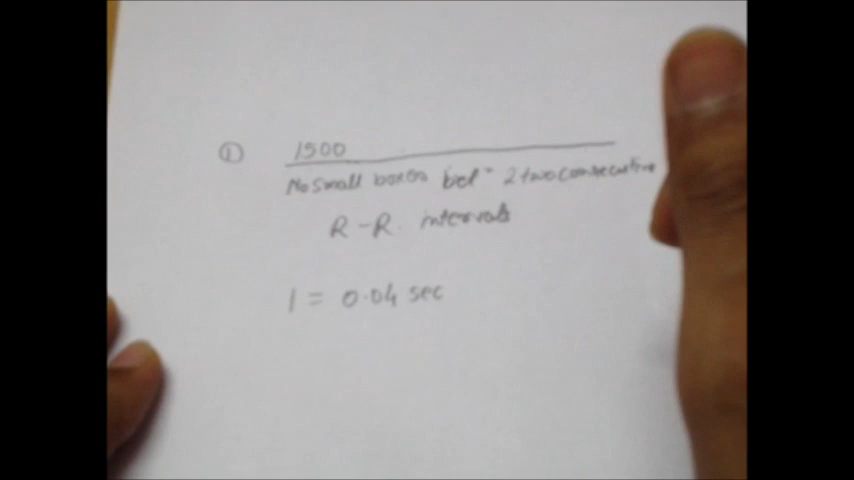 ① 1500
No small boxes bet- 2 two consecutive
R-R. intervals
1 = 0.04 sec